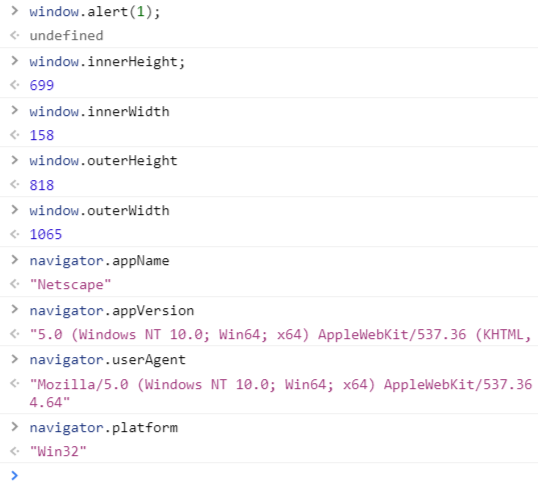 window.alert(1);
undefined
window.innerHeight;
699
window.innerWidth
158
window.outerHeight
818
window.outerWidth
1065
navigator.appName
"Netscape"
navigator.appVersion
"5.0 (Windows NT 10.0; Win64; x64) AppleWebKit/537.36 (KHTML,
navigator.userAgent
"Mozilla/5.0 (Windows NT 10.0; Win64; x64) AppleWebKit/537.36
4.64"
navigator.platform
"Win32"